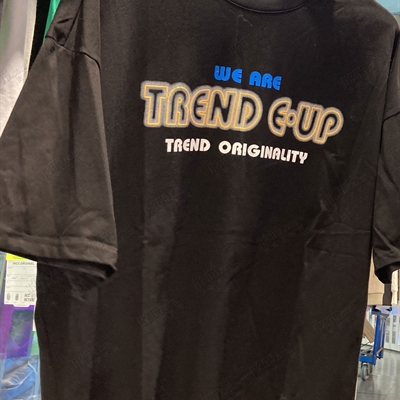 WE ARE
TREND E·UP
TREND ORIGINALITY